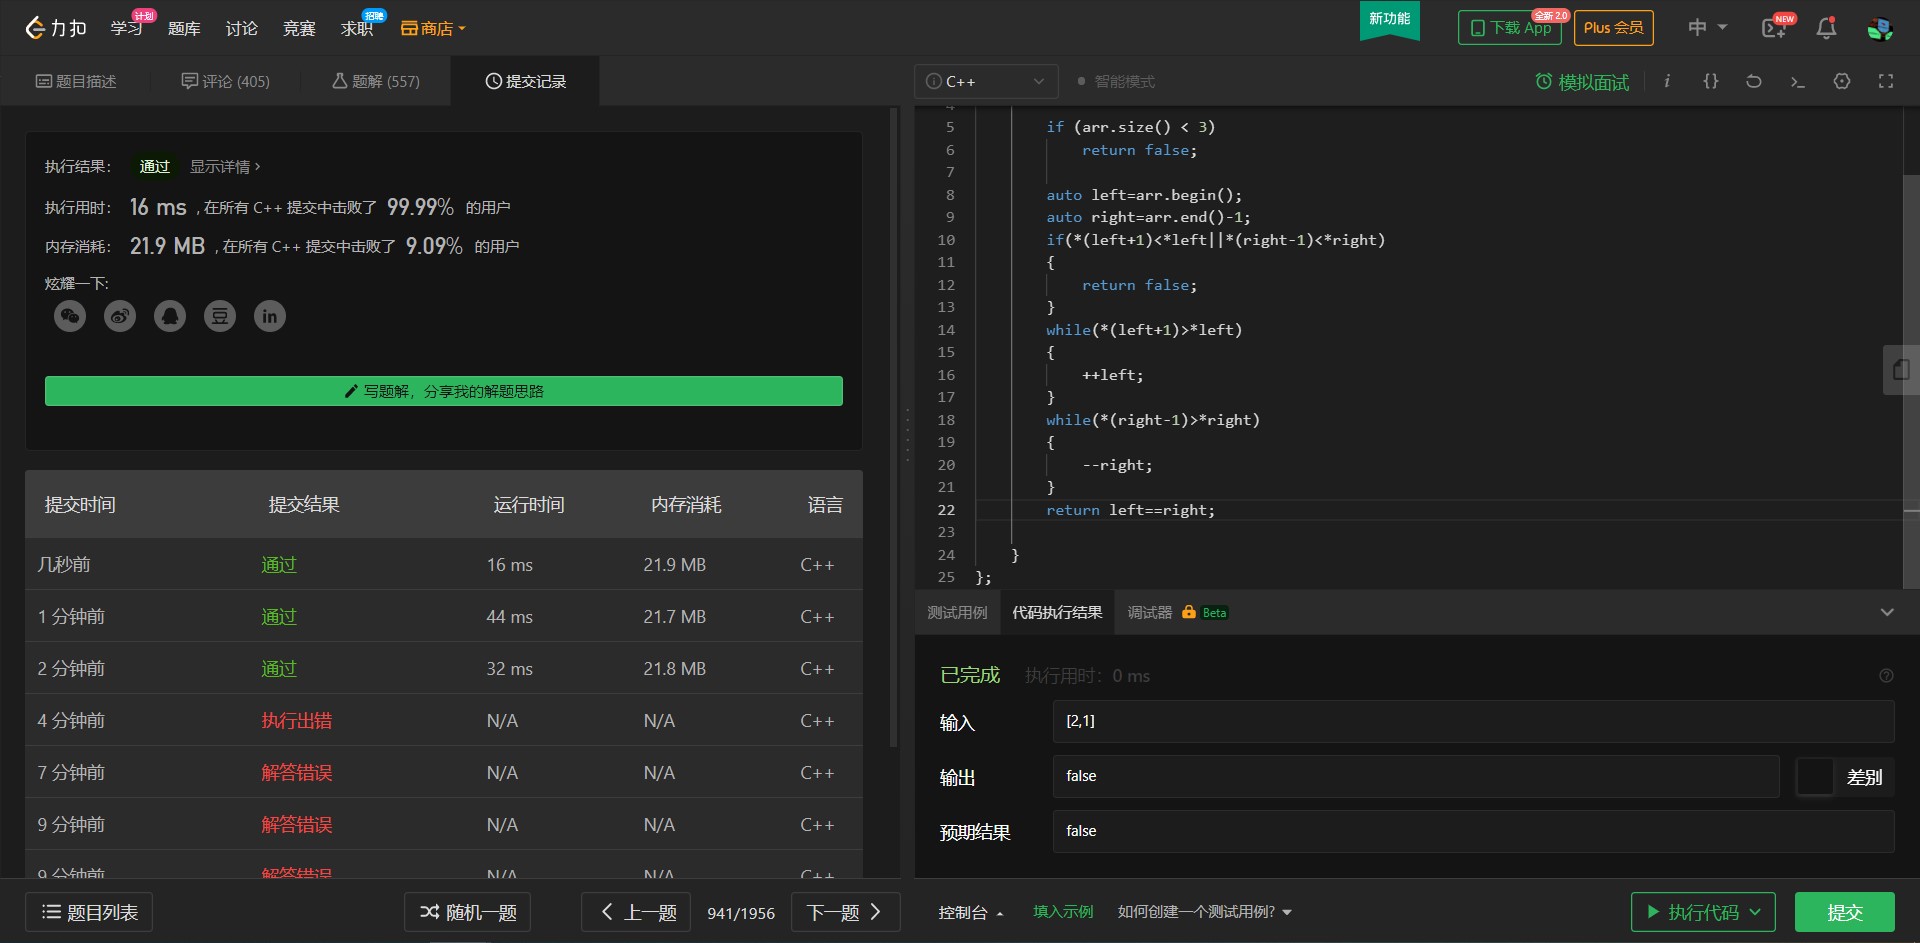 力扣 学习 计划 题库 讨论 竞赛 求职 招聘 商店 新功能 下载 App 全新 2.0 Plus 会员 中 NEW
题目描述 评论 (405) 题解 (557) 提交记录
C++ 智能模式 模拟面试 i {}
执行结果： 通过 显示详情 ›
执行用时： 16 ms , 在所有 C++ 提交中击败了 99.99% 的用户
内存消耗： 21.9 MB , 在所有 C++ 提交中击败了 9.09% 的用户
炫耀一下:
豆 in
写题解，分享我的解题思路
提交时间 提交结果 运行时间 内存消耗 语言
几秒前 通过 16 ms 21.9 MB C++
1 分钟前 通过 44 ms 21.7 MB C++
2 分钟前 通过 32 ms 21.8 MB C++
4 分钟前 执行出错 N/A N/A C++
7 分钟前 解答错误 N/A N/A C++
9 分钟前 解答错误 N/A N/A C++
9 分钟前 解答错误 N/A N/A C++
题目列表 随机一题 上一题 941/1956 下一题
4
5 if (arr.size() < 3)
6 return false;
7
8 auto left=arr.begin();
9 auto right=arr.end()-1;
10 if(*(left+1)<*left||*(right-1)<*right)
11 {
12 return false;
13 }
14 while(*(left+1)>*left)
15 {
16 ++left;
17 }
18 while(*(right-1)>*right)
19 {
20 --right;
21 }
22 return left==right;
23
24 }
25 };
测试用例 代码执行结果 调试器 Beta
已完成 执行用时：0 ms
输入 [2,1]
输出 false 差别
预期结果 false
控制台 填入示例 如何创建一个测试用例? 执行代码 提交